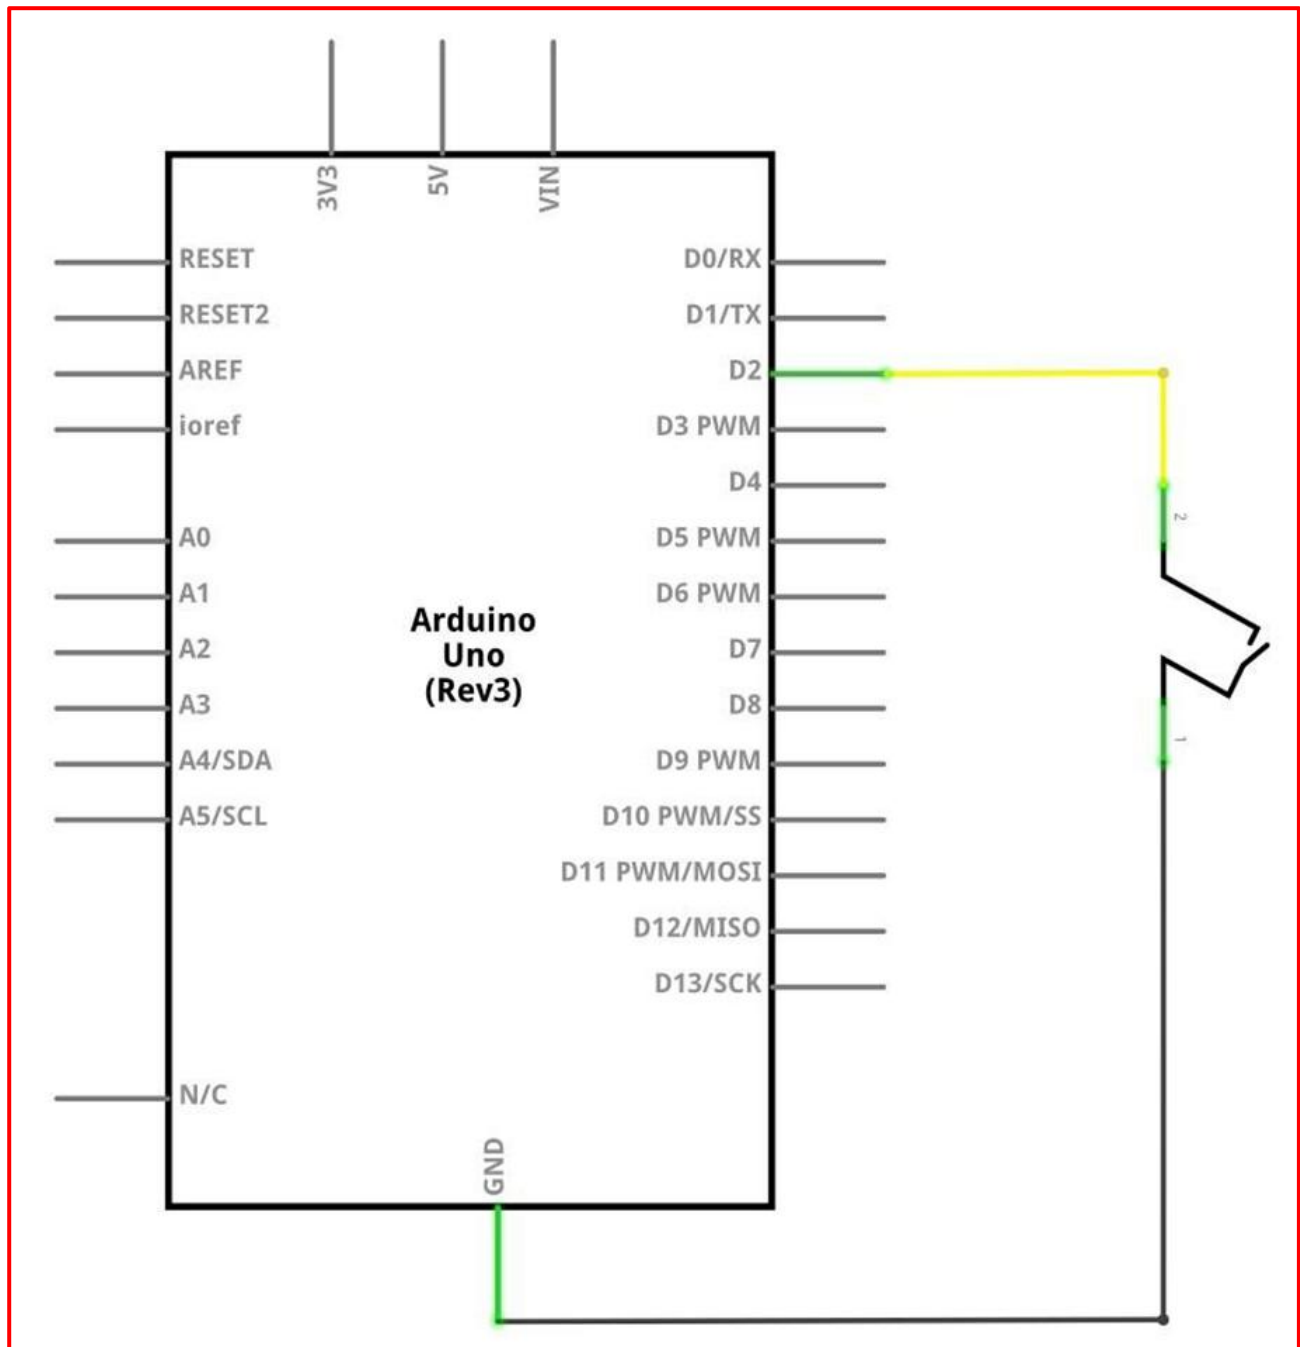 3V3
5V
VIN
RESET
D0/RX
RESET2
D1/TX
AREF
D2
ioref
D3 PWM
D4
2
A0
D5 PWM
A1
D6 PWM
Arduino
Uno
(Rev3)
A2
D7
A3
D8
1
A4/SDA
D9 PWM
A5/SCL
D10 PWM/SS
D11 PWM/MOSI
D12/MISO
D13/SCK
N/C
GND